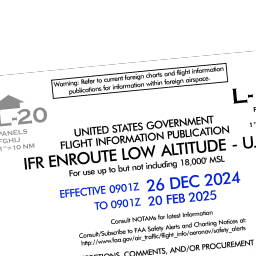 Warning: Refer to current foreign charts and flight information
publications for information within foreign airspace.
L-20
PANELS
FGHIJ
1">10 NM
L-
1"
UNITED STATES GOVERNMENT
FLIGHT INFORMATION PUBLICATION
IFR ENROUTE LOW ALTITUDE - U.
For use up to but not including 18,000' MSL
EFFECTIVE 0901Z 26 DEC 2024
TO 0901Z 20 FEB 2025
Consult NOTAMs for latest information
Consult/Subscribe to FAA Safety Alerts and Charting Notices at:
http://www.faa.gov/air_traffic/flight_info/aeronav/safety_alerts
COMMENTS, AND/OR PROCUREMENT